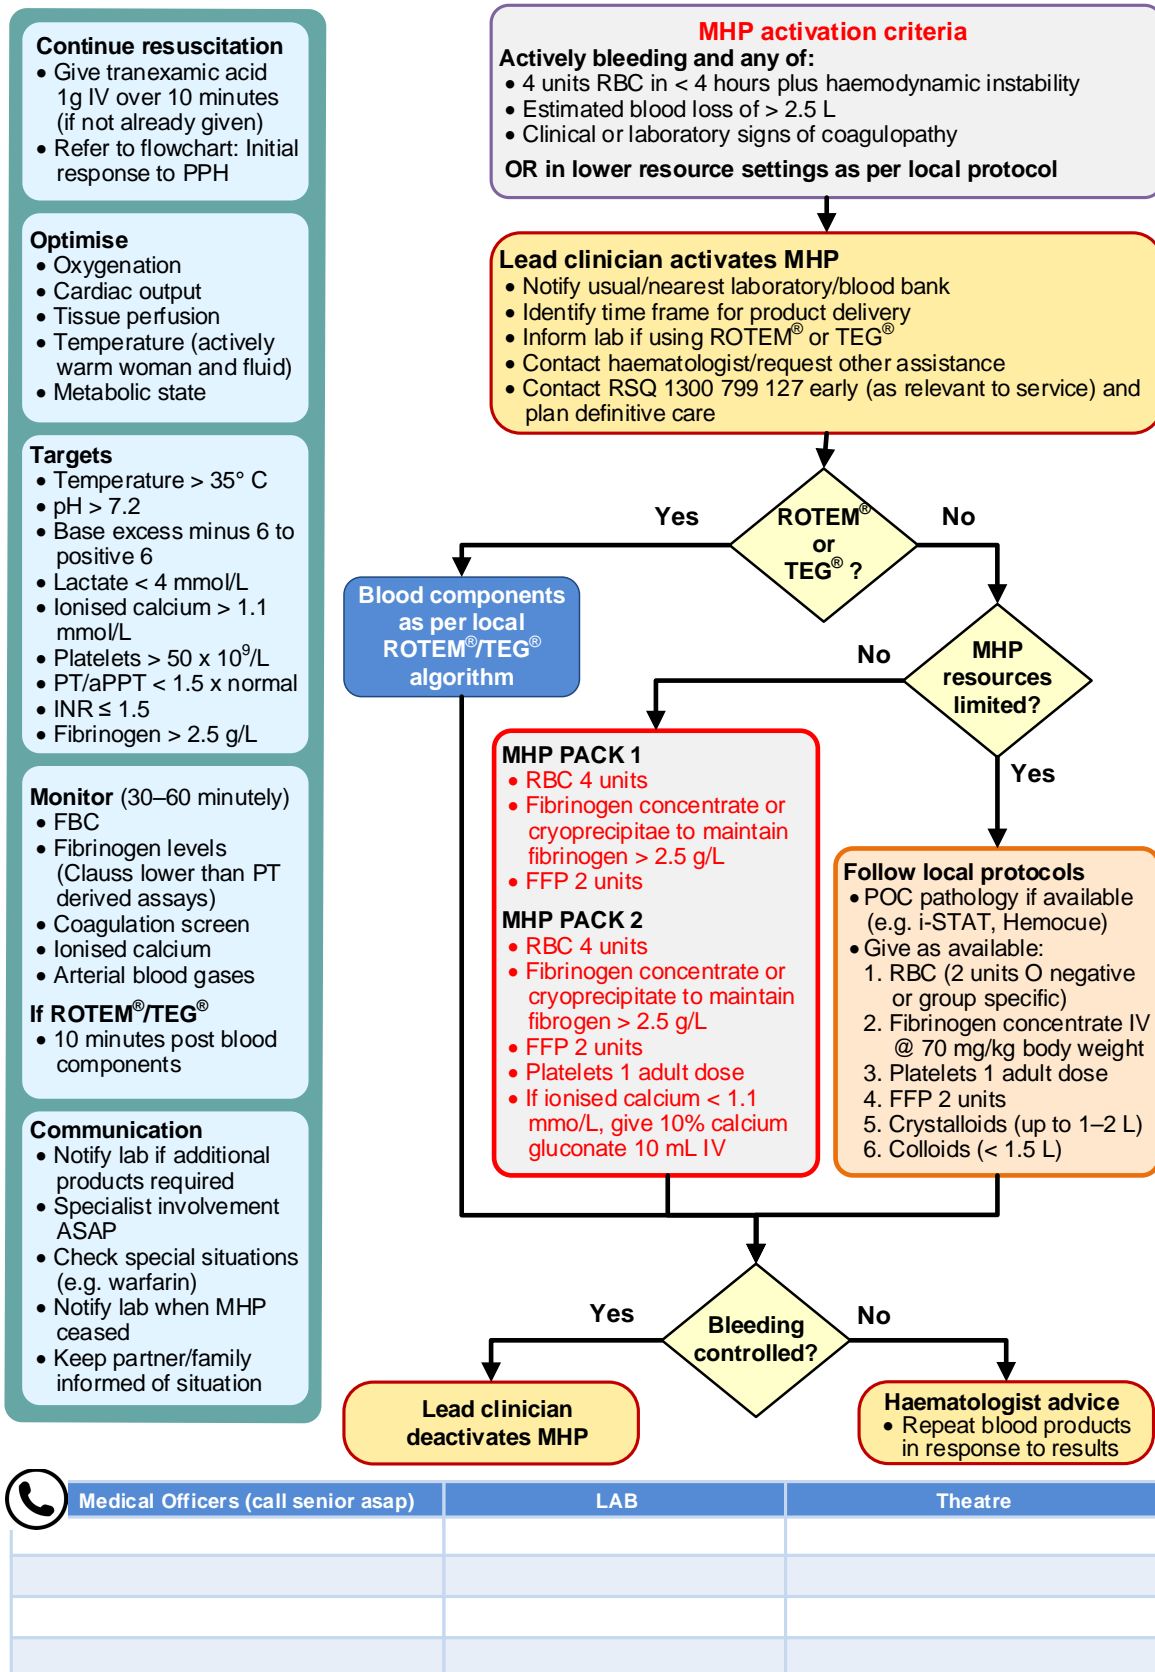 Continue resuscitation
• Give tranexamic acid
1g IV over 10 minutes
(if not already given)
• Refer to flowchart: Initial
response to PPH
Optimise
• Oxygenation
• Cardiac output
• Tissue perfusion
• Temperature (actively
warm woman and fluid)
• Metabolic state
Targets
• Temperature > 35° C
• pH > 7.2
• Base excess minus 6 to
positive 6
• Lactate < 4 mmol/L
• Ionised calcium > 1.1
mmol/L
• Platelets > 50 x 10⁹/L
• PT/aPPT < 1.5 x normal
• INR ≤ 1.5
• Fibrinogen > 2.5 g/L
Monitor (30–60 minutely)
• FBC
• Fibrinogen levels
(Clauss lower than PT
derived assays)
• Coagulation screen
• Ionised calcium
• Arterial blood gases
If ROTEM®/TEG®
• 10 minutes post blood
components
Communication
• Notify lab if additional
products required
• Specialist involvement
ASAP
• Check special situations
(e.g. warfarin)
• Notify lab when MHP
ceased
• Keep partner/family
informed of situation
MHP activation criteria
Actively bleeding and any of:
• 4 units RBC in < 4 hours plus haemodynamic instability
• Estimated blood loss of > 2.5 L
• Clinical or laboratory signs of coagulopathy
OR in lower resource settings as per local protocol
Lead clinician activates MHP
• Notify usual/nearest laboratory/blood bank
• Identify time frame for product delivery
• Inform lab if using ROTEM® or TEG®
• Contact haematologist/request other assistance
• Contact RSQ 1300 799 127 early (as relevant to service) and
plan definitive care
ROTEM®
or
TEG® ?
Yes
No
Blood components
as per local
ROTEM®/TEG®
algorithm
MHP
resources
limited?
No
Yes
MHP PACK 1
• RBC 4 units
• Fibrinogen concentrate or
cryoprecipitae to maintain
fibrinogen > 2.5 g/L
• FFP 2 units
MHP PACK 2
• RBC 4 units
• Fibrinogen concentrate or
cryoprecipitate to maintain
fibrogen > 2.5 g/L
• FFP 2 units
• Platelets 1 adult dose
• If ionised calcium < 1.1
mmo/L, give 10% calcium
gluconate 10 mL IV
Follow local protocols
• POC pathology if available
(e.g. i-STAT, Hemocue)
• Give as available:
1. RBC (2 units O negative
or group specific)
2. Fibrinogen concentrate IV
@ 70 mg/kg body weight
3. Platelets 1 adult dose
4. FFP 2 units
5. Crystalloids (up to 1–2 L)
6. Colloids (< 1.5 L)
Bleeding
controlled?
Yes
No
Lead clinician
deactivates MHP
Haematologist advice
• Repeat blood products
in response to results
Medical Officers (call senior asap)
LAB
Theatre